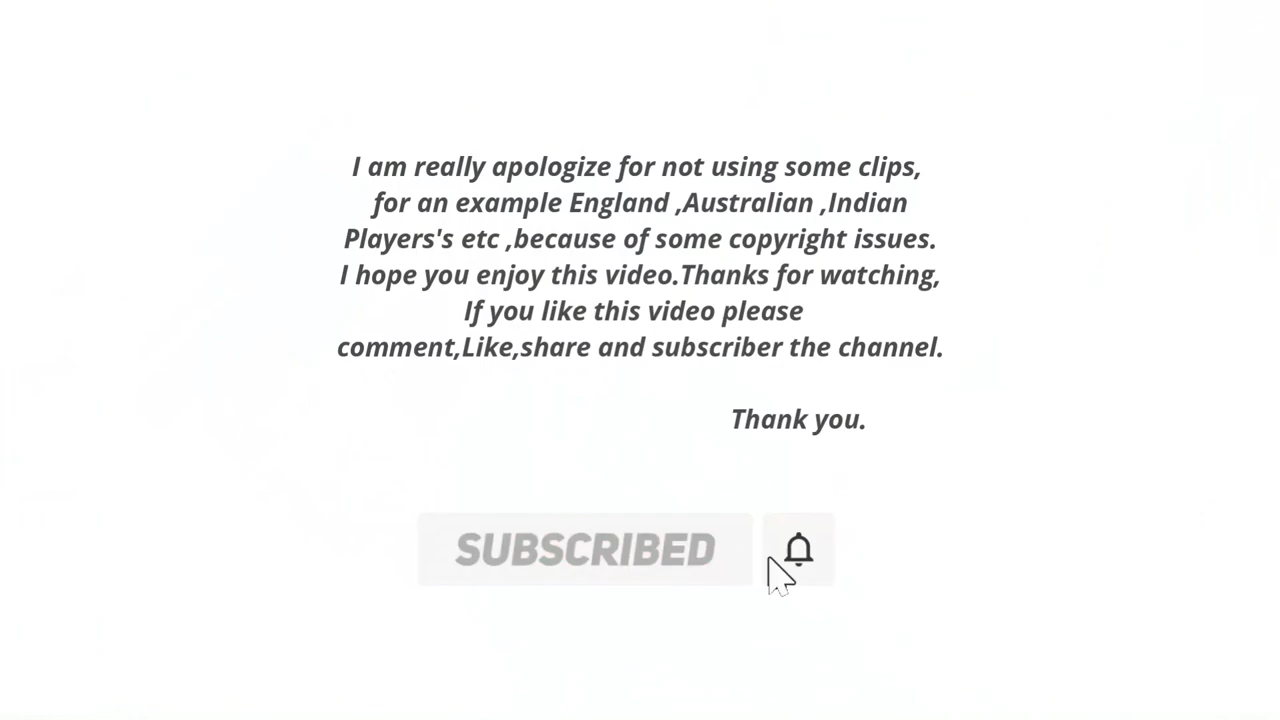 I am really apologize for not using some clips,
for an example England ,Australian ,Indian
Players's etc ,because of some copyright issues.
I hope you enjoy this video.Thanks for watching,
If you like this video please
comment,Like,share and subscriber the channel.
Thank you.
SUBSCRIBED